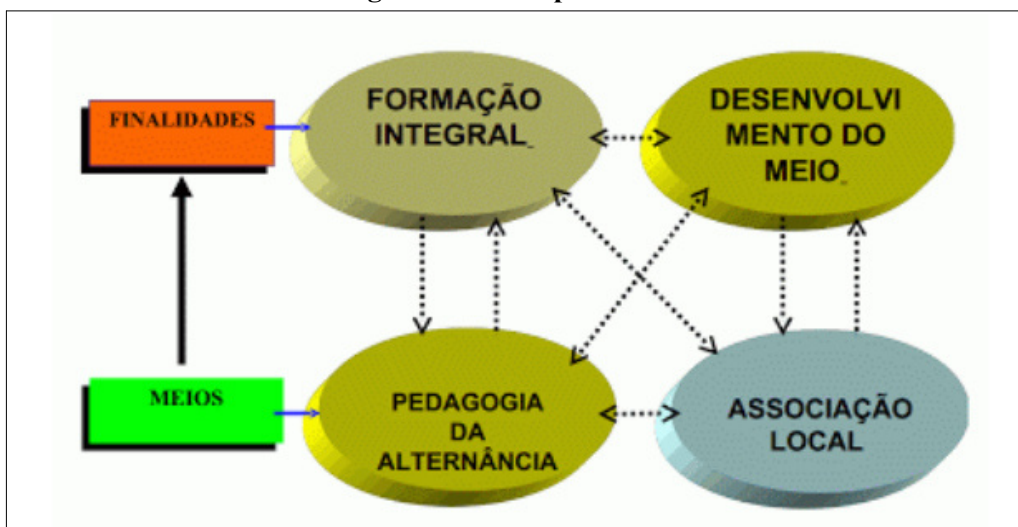 FINALIDADES
FORMAÇÃO
INTEGRAL
DESENVOLVI
MENTO DO
MEIO
MEIOS
PEDAGOGIA
DA
ALTERNÂNCIA
ASSOCIAÇÃO
LOCAL